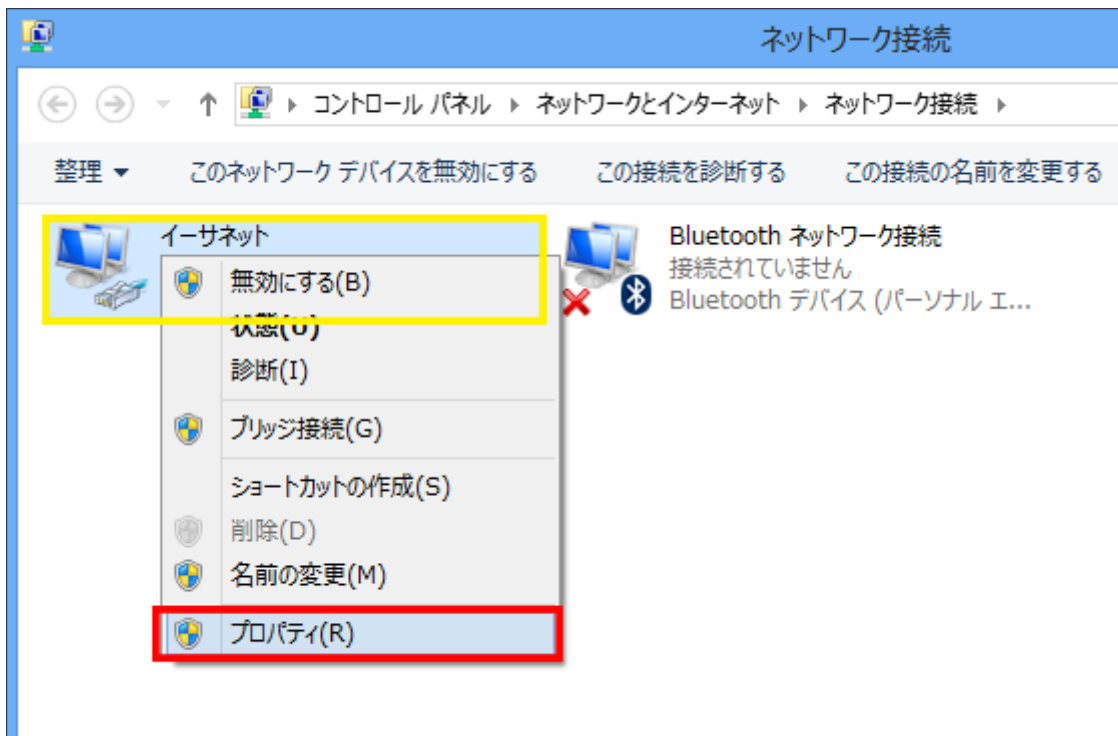 ネットワーク接続
コントロール パネル ネットワークとインターネット ネットワーク接続
整理 このネットワーク デバイスを無効にする この接続を診断する この接続の名前を変更する
イーサネット
無効にする(B)
状態(U)
診断(I)
ブリッジ接続(G)
ショートカットの作成(S)
削除(D)
名前の変更(M)
プロパティ(R)
Bluetooth ネットワーク接続
接続されていません
Bluetooth デバイス (パーソナル エ...